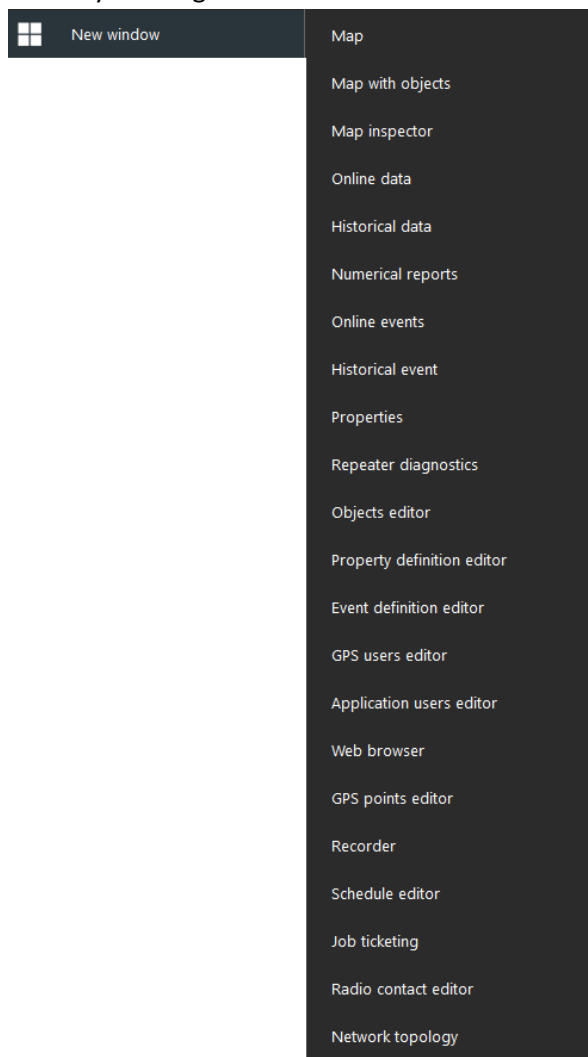 New window
Map
Map with objects
Map inspector
Online data
Historical data
Numerical reports
Online events
Historical event
Properties
Repeater diagnostics
Objects editor
Property definition editor
Event definition editor
GPS users editor
Application users editor
Web browser
GPS points editor
Recorder
Schedule editor
Job ticketing
Radio contact editor
Network topology